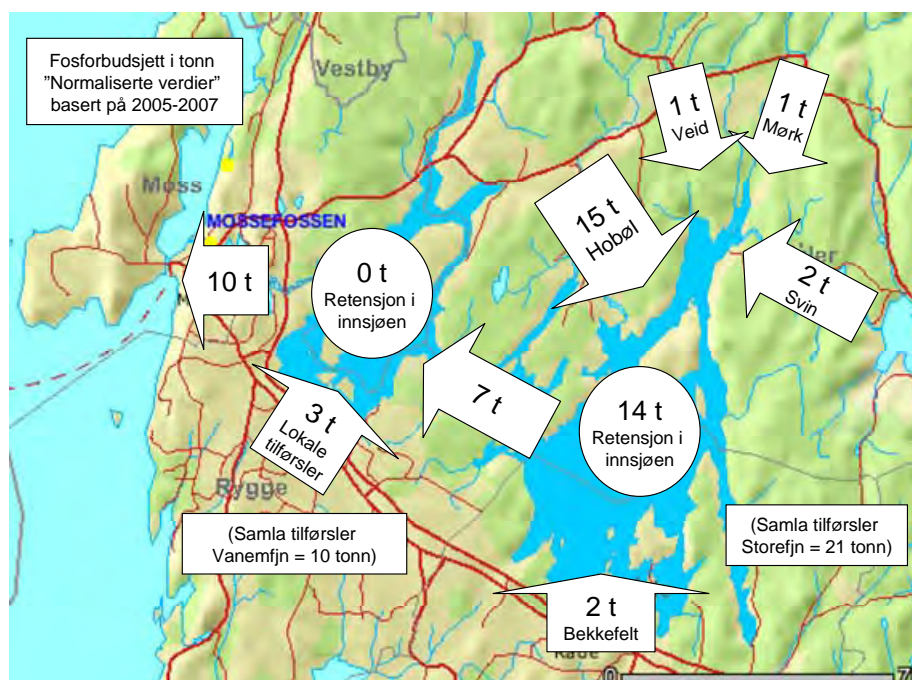 Fosforbudsjett i tonn
”Normaliserte verdier”
basert på 2005-2007
Vestby
1 t
Veid
1 t
Mørk
Moss
MOSSEFOSSEN
15 t
Hobøl
10 t
0 t
Retensjon i
innsjøen
2 t
Svin
7 t
14 t
Retensjon i
innsjøen
3 t
Lokale
tilførsler
Rygge
(Samla tilførsler
Vanemfjn = 10 tonn)
(Samla tilførsler
Storefjn = 21 tonn)
2 t
Bekkefelt
0